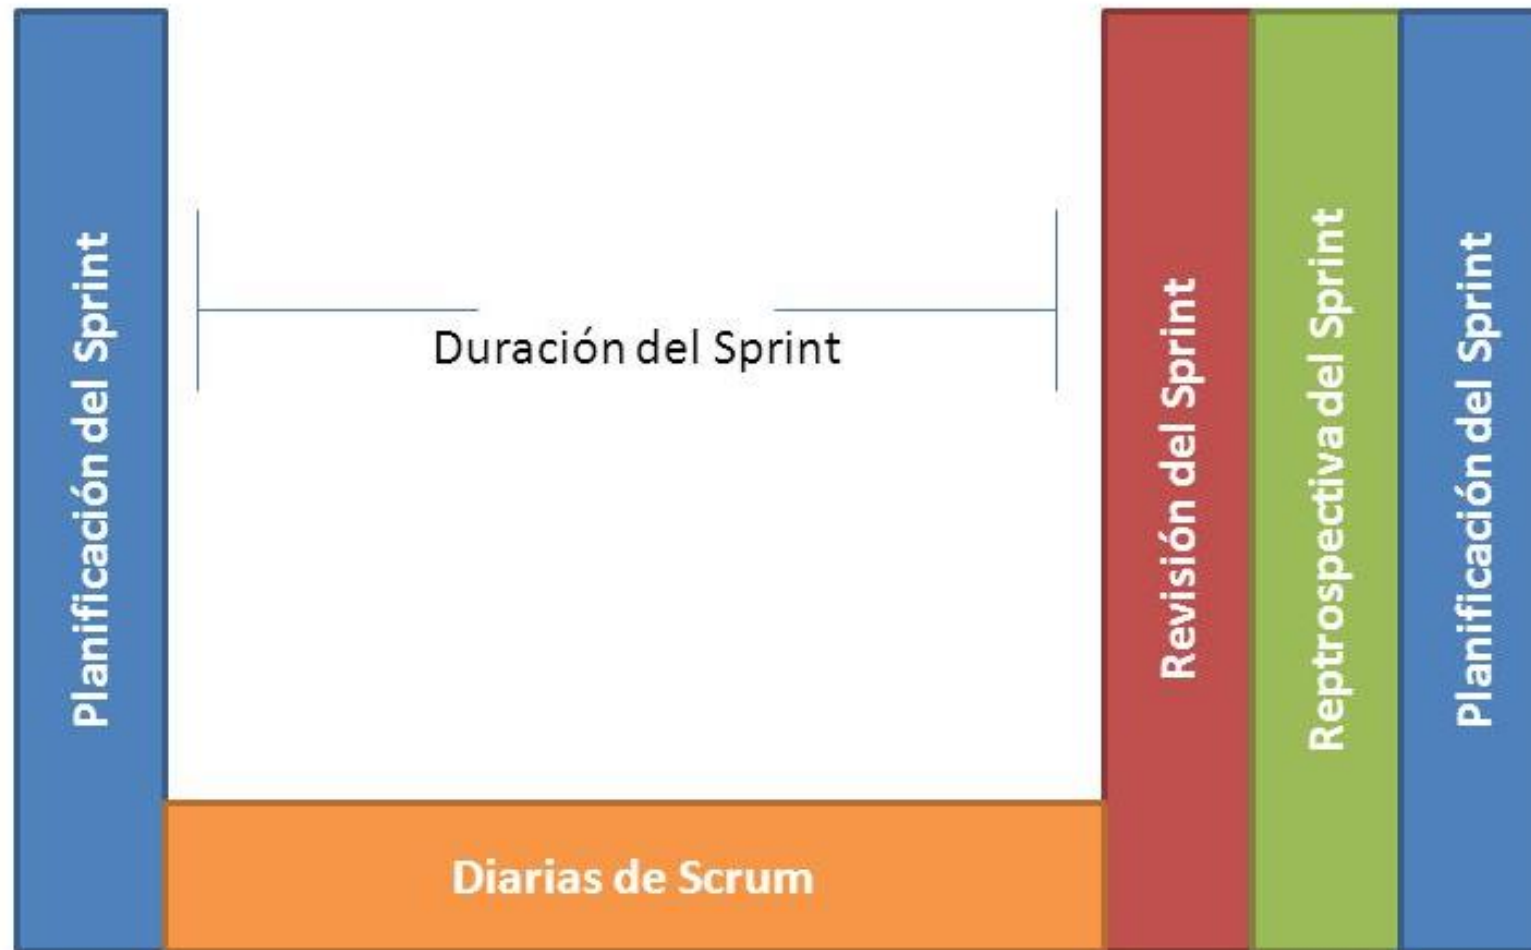 Planificación del Sprint
Duración del Sprint
Diarias de Scrum
Revisión del Sprint
Reptrospectiva del Sprint
Planificación del Sprint